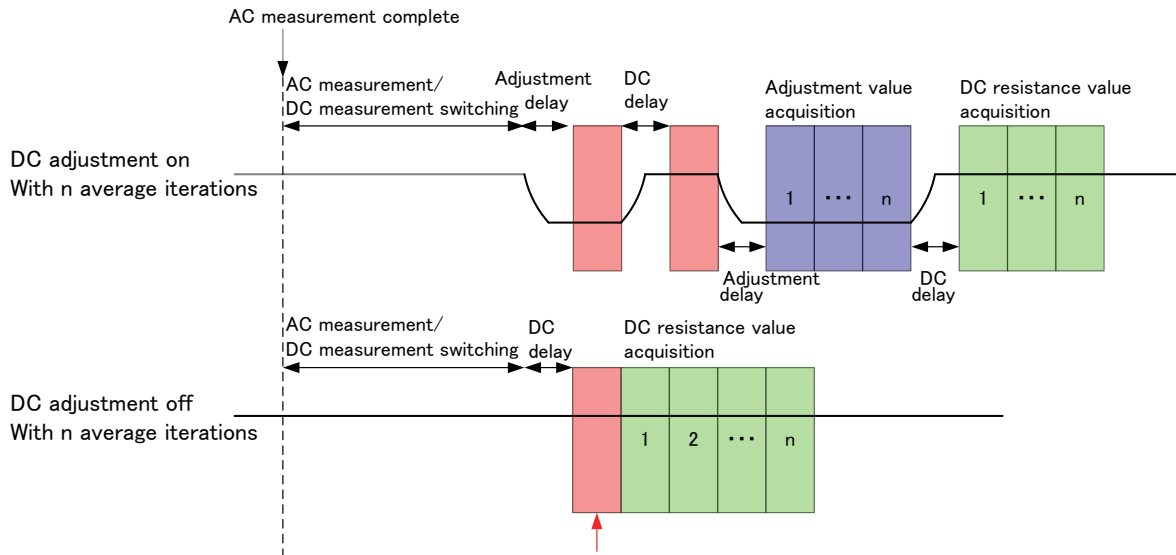 AC measurement complete
AC measurement/
DC measurement switching
Adjustment
delay
DC
delay
Adjustment value
acquisition
DC resistance value
acquisition
DC adjustment on
With n average iterations
1
···
n
1
···
n
Adjustment
delay
DC
delay
AC measurement/
DC measurement switching
DC
delay
DC resistance value
acquisition
DC adjustment off
With n average iterations
1
2
···
n